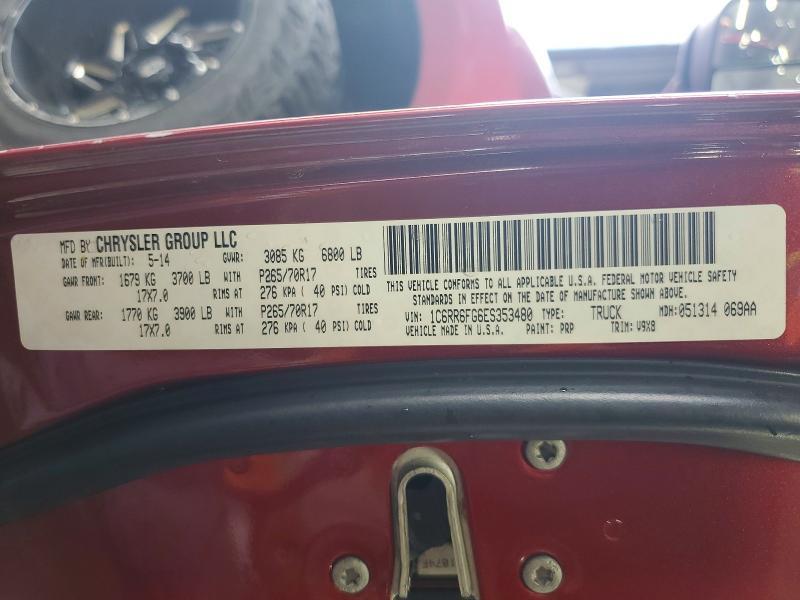 MFD BY CHRYSLER GROUP LLC
DATE OF MFR(BUILT): 5-14 GVWR: 3085 KG 6800 LB
GAWR FRONT: 1679 KG 3700 LB WITH P265/70R17 TIRES
17X7.0 RIMS AT 276 KPA ( 40 PSI) COLD
GAWR REAR: 1770 KG 3900 LB WITH P265/70R17 TIRES
17X7.0 RIMS AT 276 KPA ( 40 PSI) COLD
THIS VEHICLE CONFORMS TO ALL APPLICABLE U.S.A. FEDERAL MOTOR VEHICLE SAFETY
STANDARDS IN EFFECT ON THE DATE OF MANUFACTURE SHOWN ABOVE.
VIN: 1C6RR6FG6ES353480 TYPE: TRUCK MDH: 051314 069AA
VEHICLE MADE IN U.S.A. PAINT: PRP TRIM: V9X8